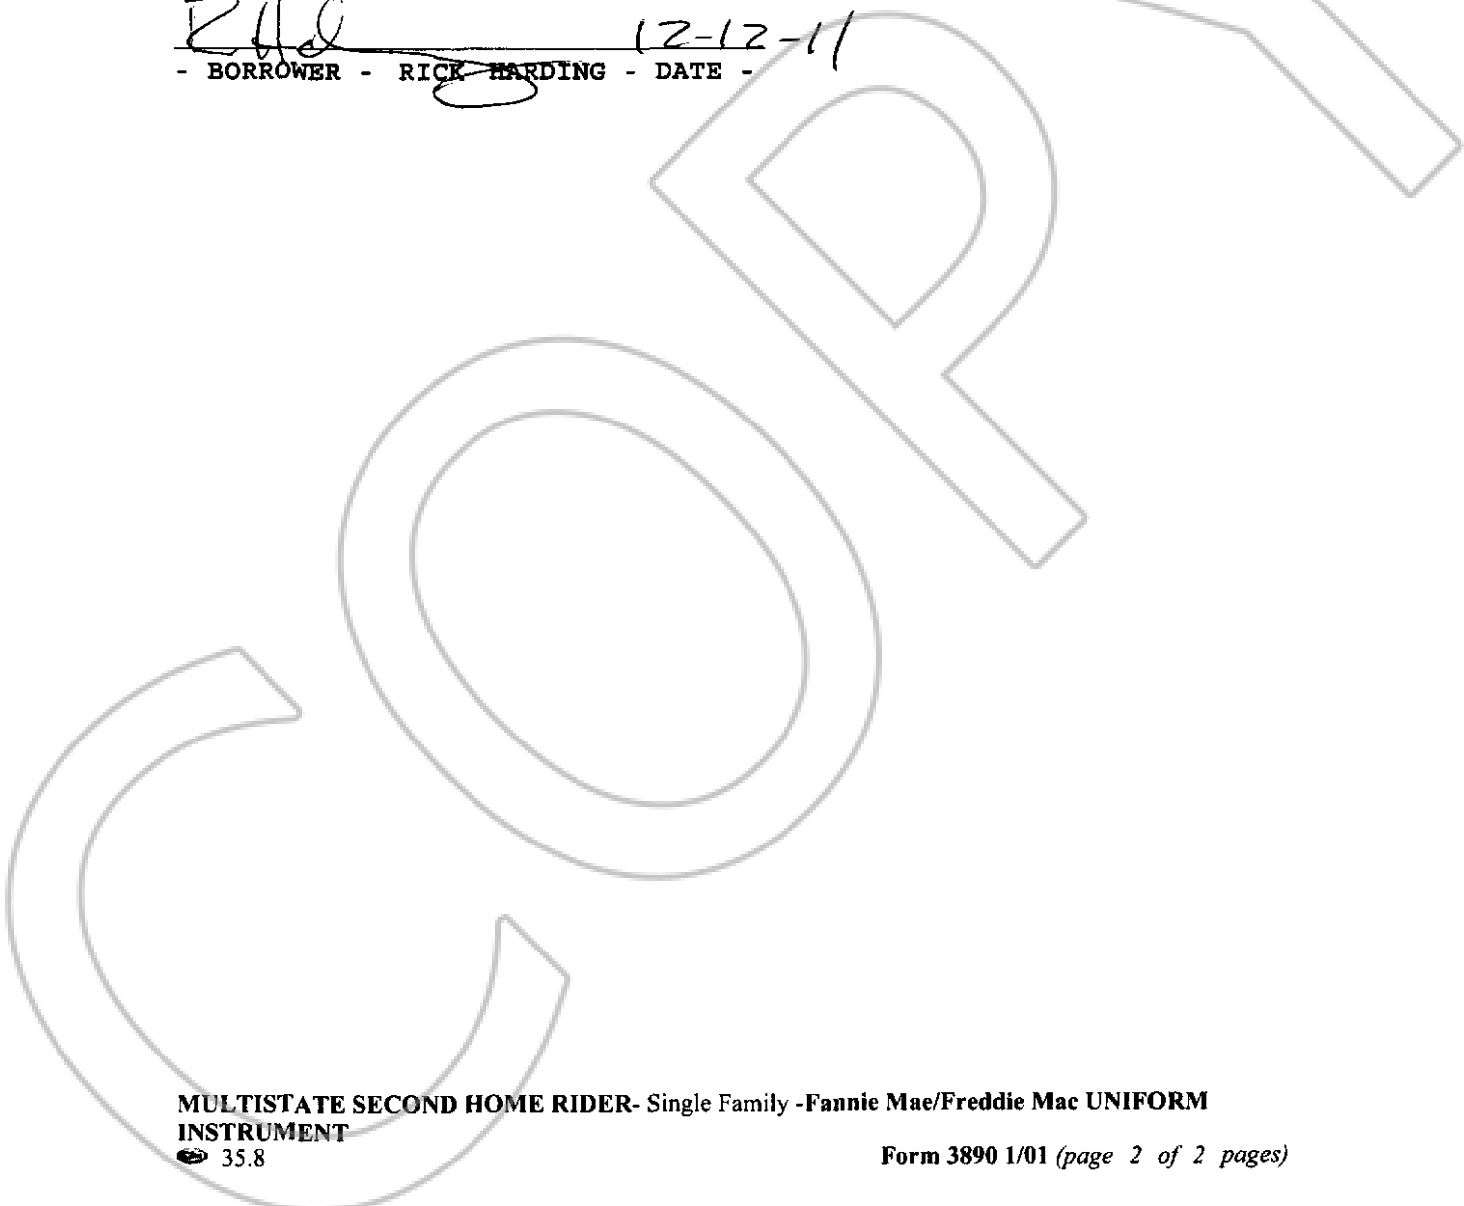 12-12-11
- BORROWER - RICK HARDING - DATE -
COPY
MULTISTATE SECOND HOME RIDER- Single Family -Fannie Mae/Freddie Mac UNIFORM
INSTRUMENT
35.8
Form 3890 1/01 (page 2 of 2 pages)